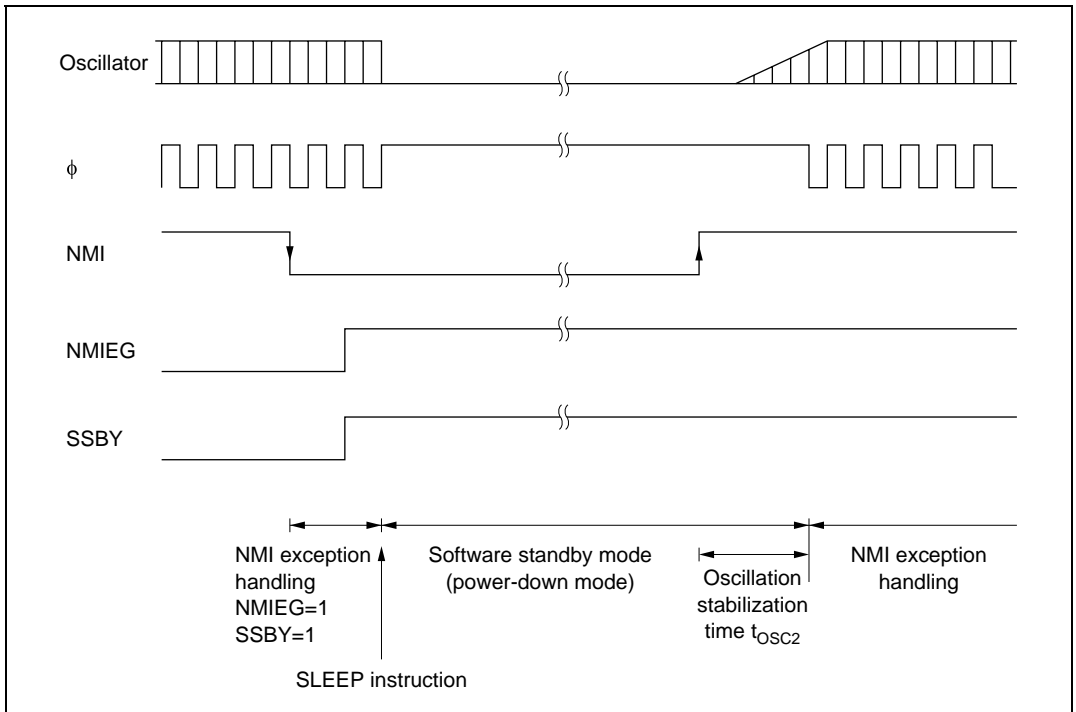 Oscillator
ϕ
NMI
NMIEG
SSBY
NMI exception
handling
NMIEG=1
SSBY=1
SLEEP instruction
Software standby mode
(power-down mode)
Oscillation
stabilization
time tOSC2
NMI exception
handling